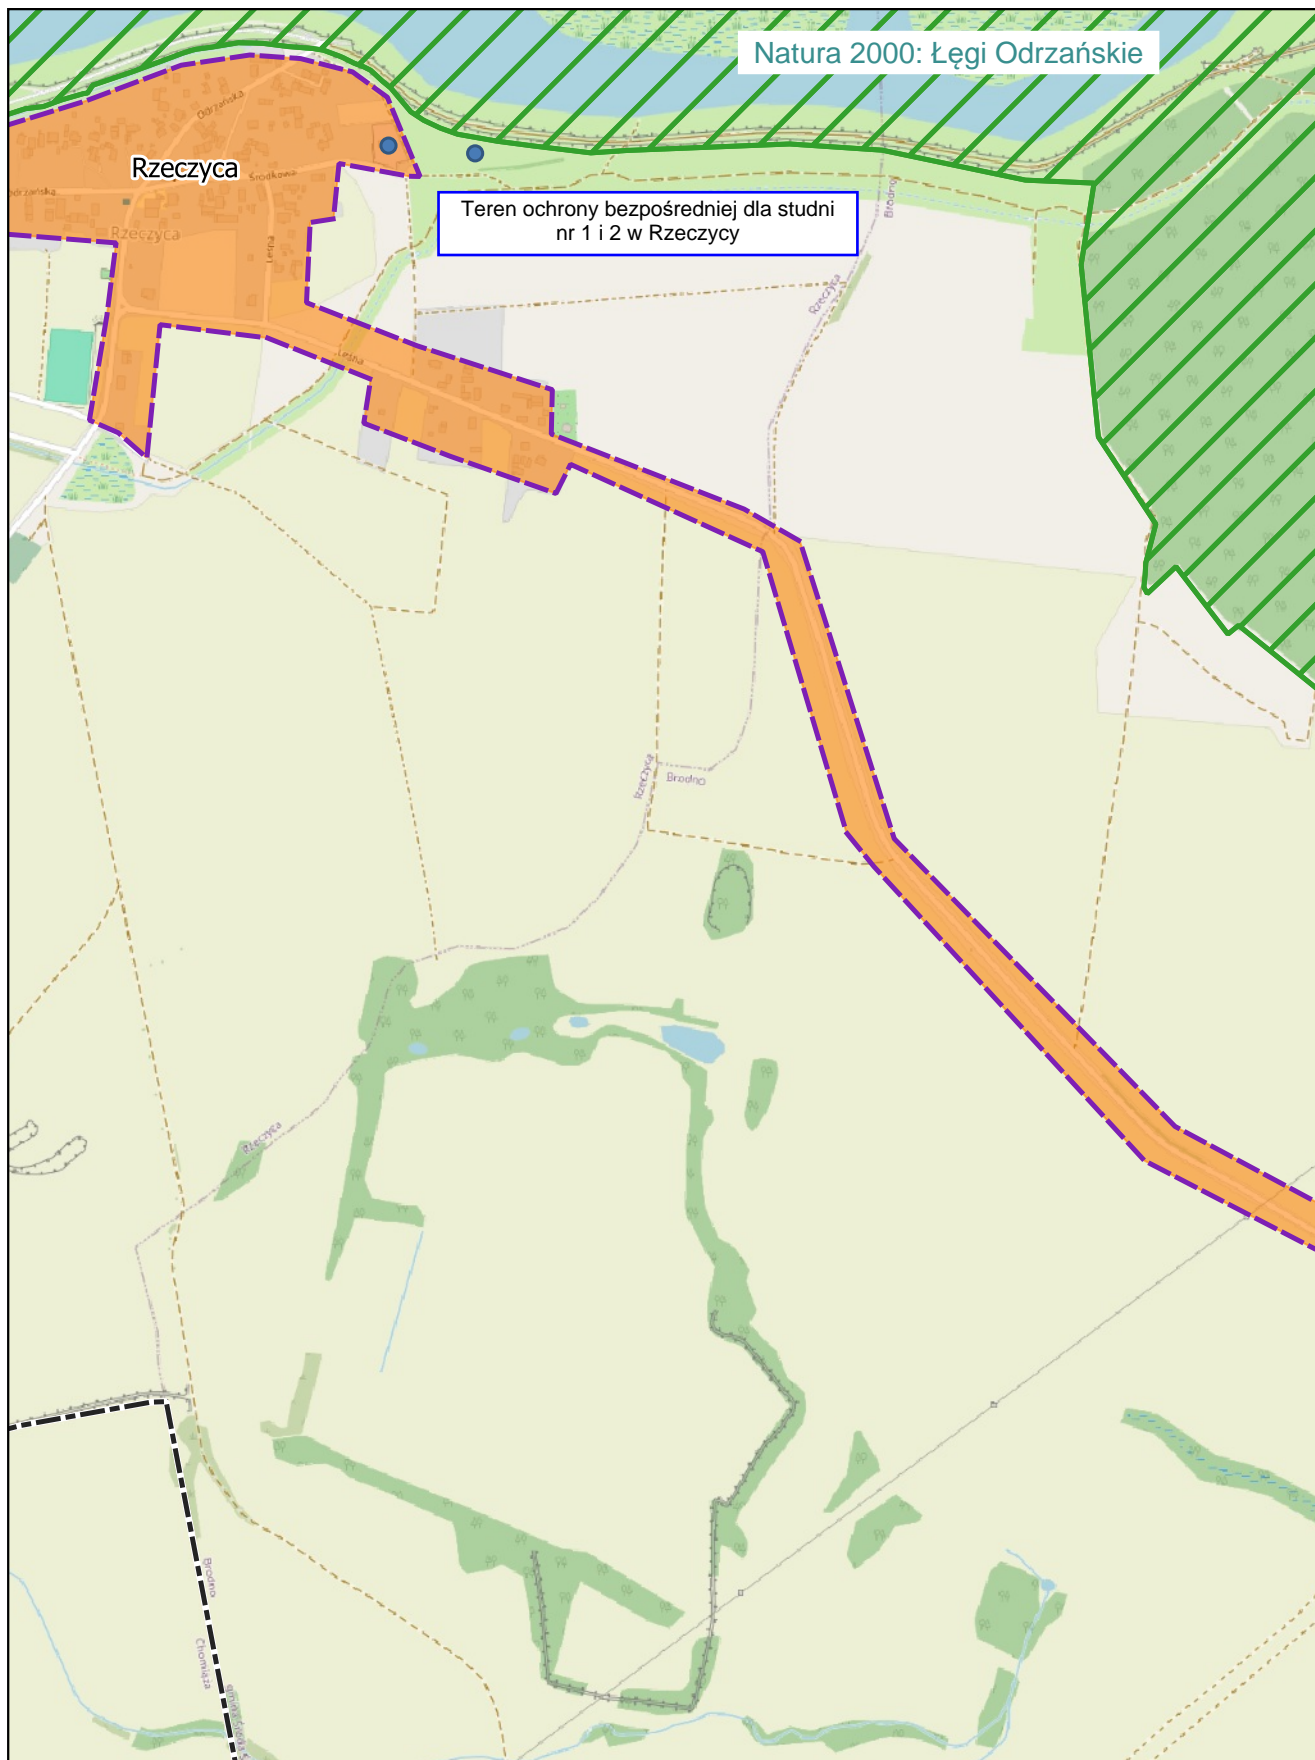 Natura 2000: Łęgi Odrzańskie
Odrzańska
Rzeczyca
Środkowa
odrzańska
Brodno
Teren ochrony bezpośredniej dla studni
nr 1 i 2 w Rzeczycy
Rzeczyca
Leśna
Rzeczyca
Leśna
Rzeczyca
Brodno
Rzeczyca
Brodno
Chomiąża